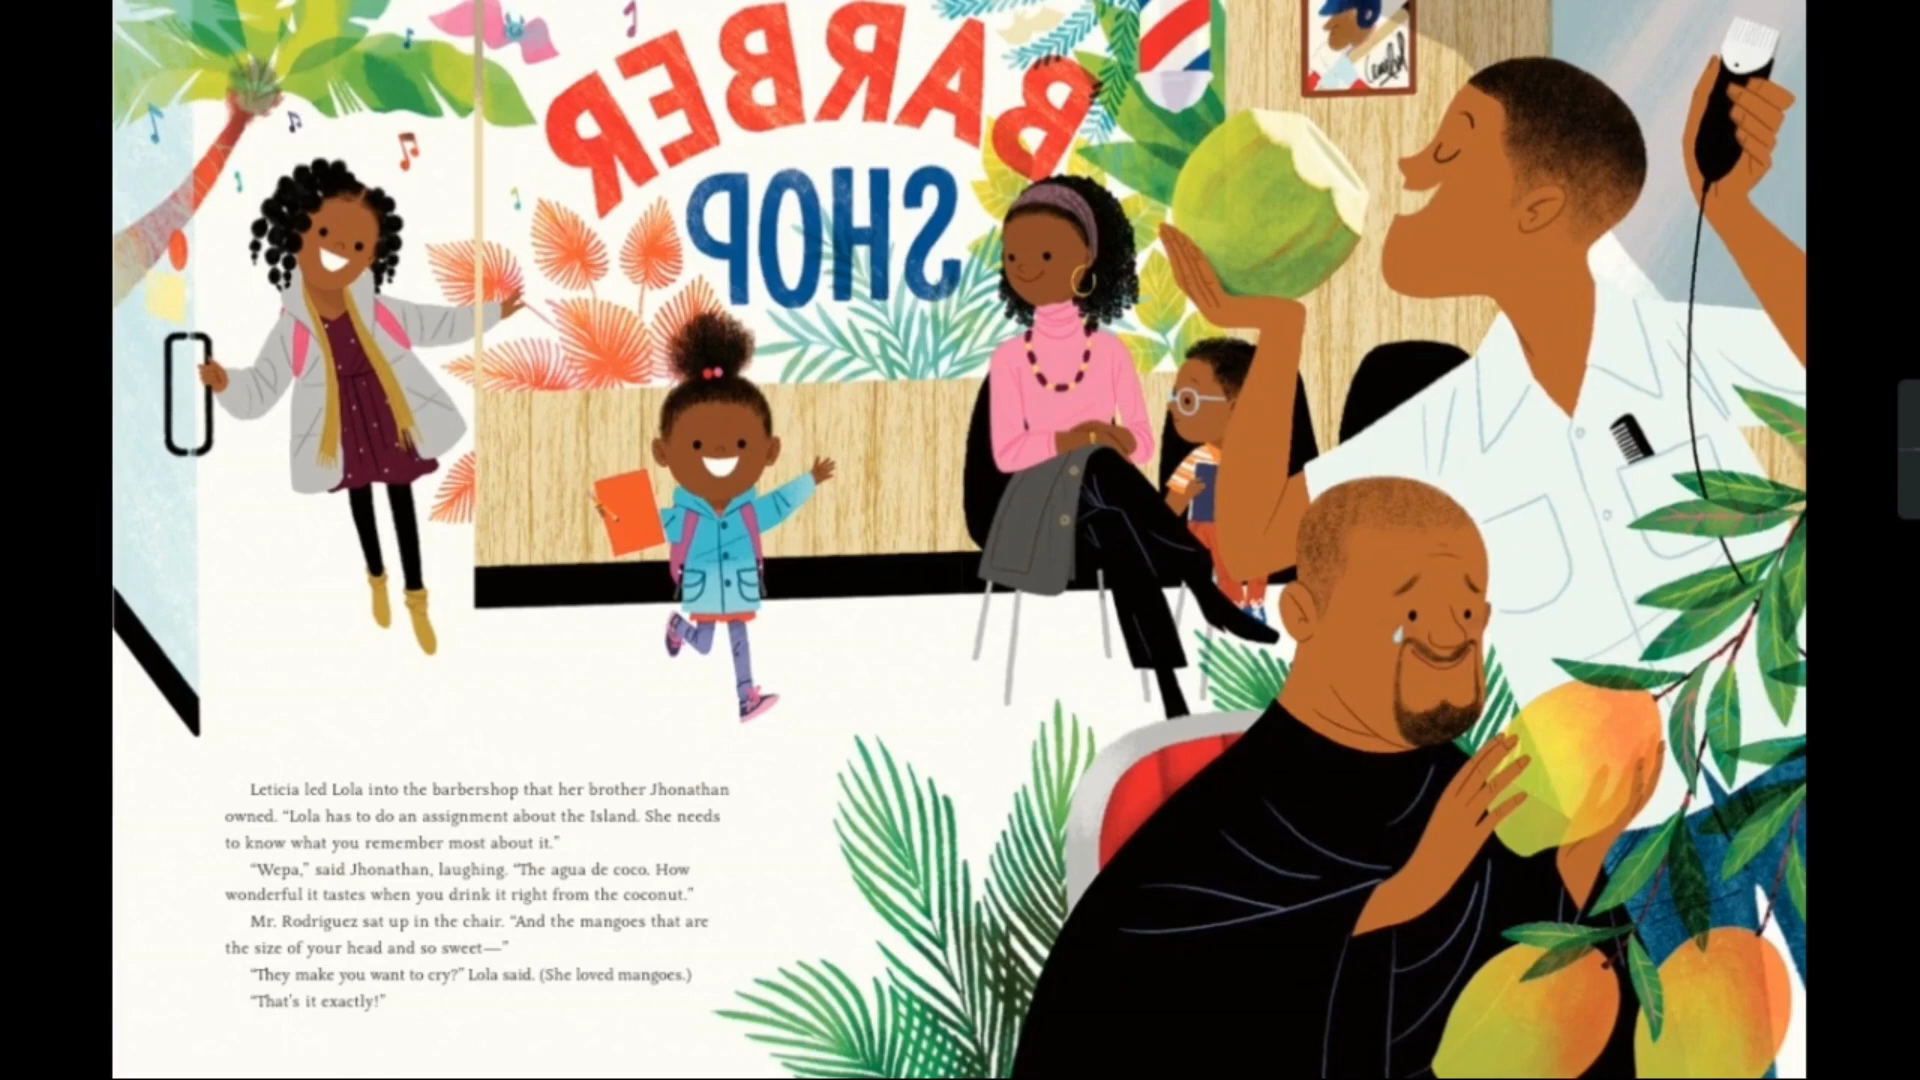 BARBER
SHOP
Leticia led Lola into the barbershop that her brother Jhonathan
owned. “Lola has to do an assignment about the Island. She needs
to know what you remember most about it.”
“Wepa,” said Jhonathan, laughing. “The agua de coco. How
wonderful it tastes when you drink it right from the coconut.”
Mr. Rodriguez sat up in the chair. “And the mangoes that are
the size of your head and so sweet—”
“They make you want to cry?” Lola said. (She loved mangoes.)
“That’s it exactly!”